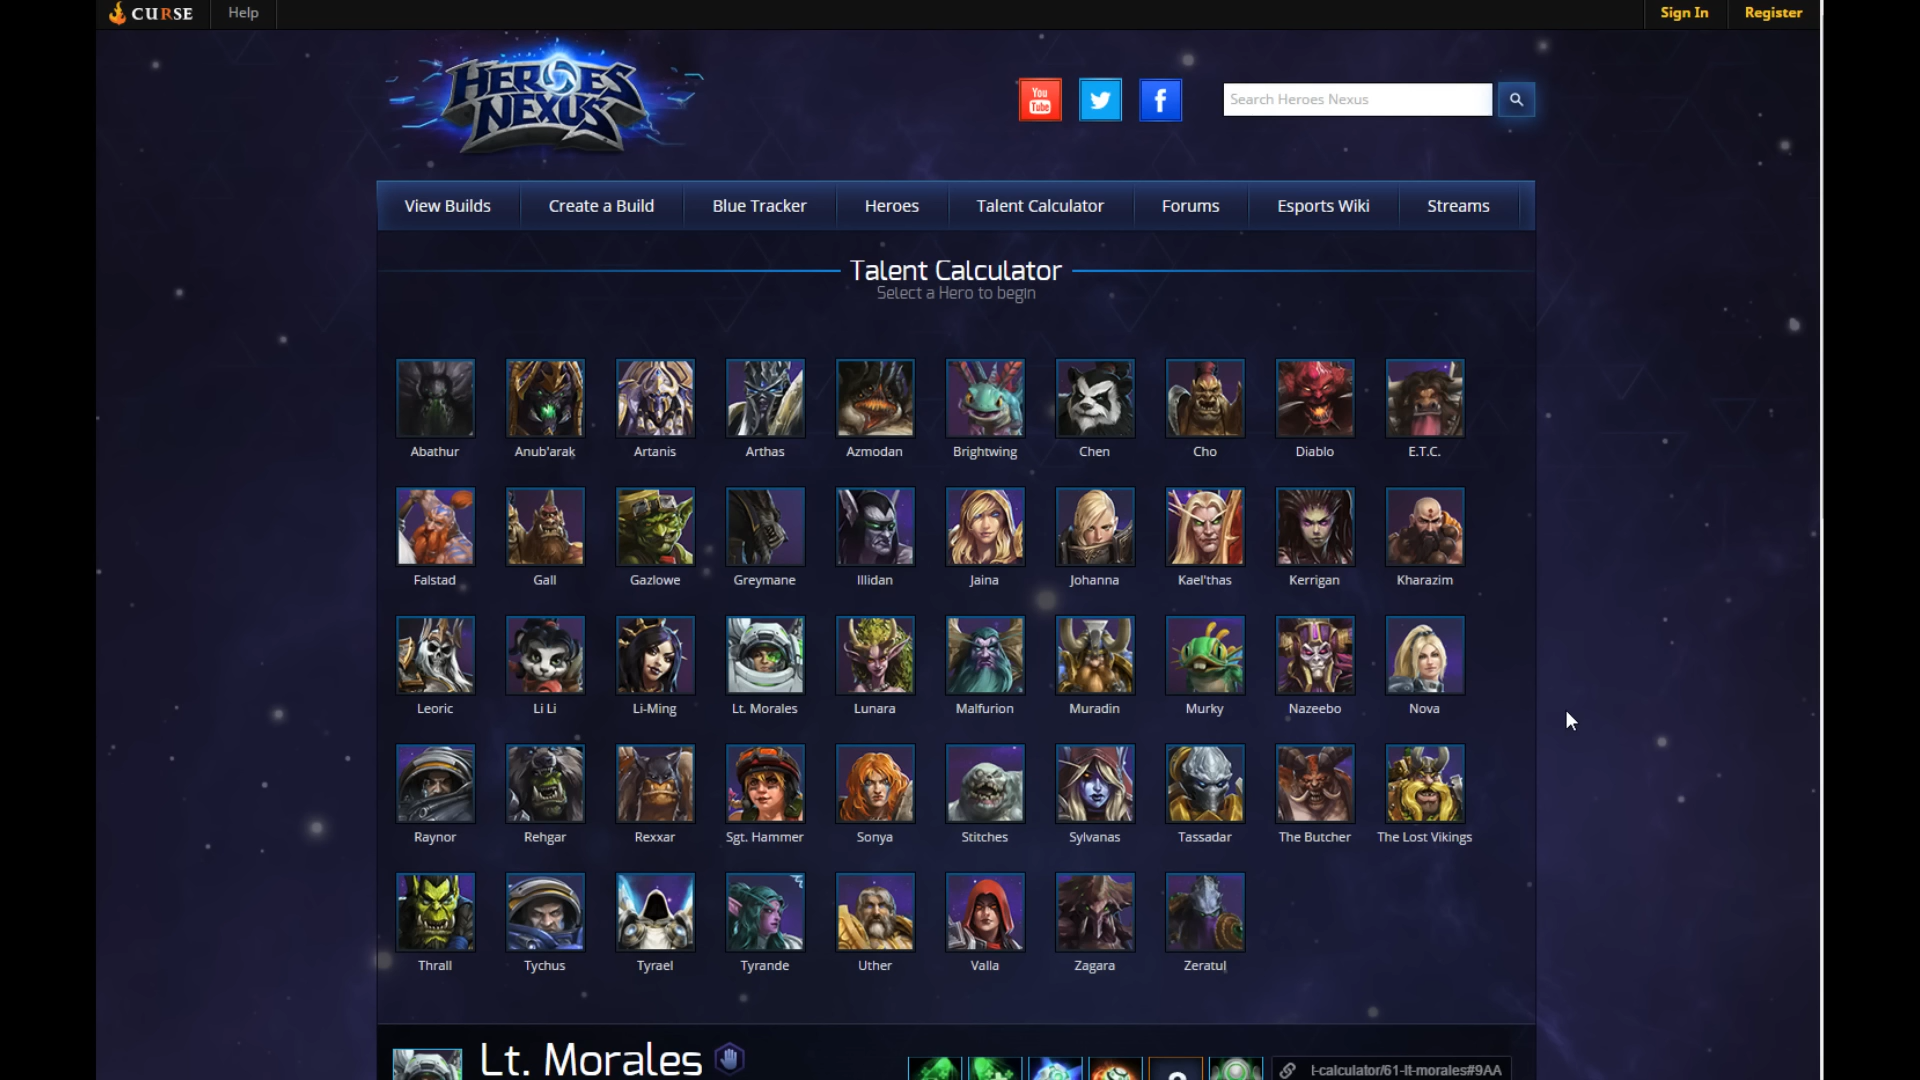 CURSE Help Sign In Register
HEROES
NEXUS
You
Tube
Search Heroes Nexus
View Builds Create a Build Blue Tracker Heroes Talent Calculator Forums Esports Wiki Streams
Talent Calculator
Select a Hero to begin
Abathur Anub'arak Artanis Arthas Azmodan Brightwing Chen Cho Diablo E.T.C.
Falstad Gall Gazlowe Greymane Illidan Jaina Johanna Kael'thas Kerrigan Kharazim
Leoric Li Li Li-Ming Lt. Morales Lunara Malfurion Muradin Murky Nazeebo Nova
Raynor Rehgar Rexxar Sgt. Hammer Sonya Stitches Sylvanas Tassadar The Butcher The Lost Vikings
Thrall Tychus Tyrael Tyrande Uther Valla Zagara Zeratul
Lt. Morales
t-calculator/61-lt-morales#9AA